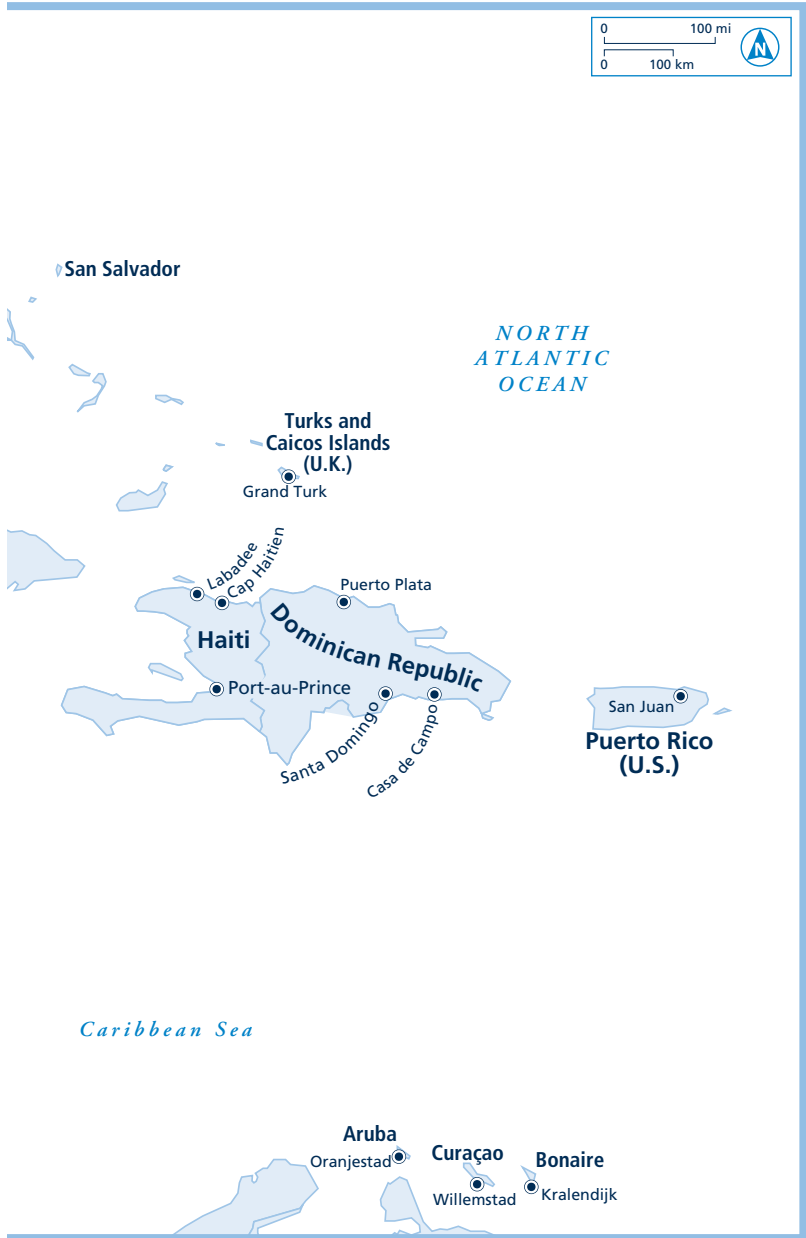 0 100 mi
0 100 km
N
San Salvador
NORTH
ATLANTIC
OCEAN
Turks and
Caicos Islands
(U.K.)
Grand Turk
Labadee
Cap Haitien
Puerto Plata
Haiti
Dominican Republic
Port-au-Prince
Santa Domingo
Casa de Campo
San Juan
Puerto Rico
(U.S.)
Caribbean Sea
Aruba
Oranjestad
Curaçao
Willemstad
Bonaire
Kralendijk